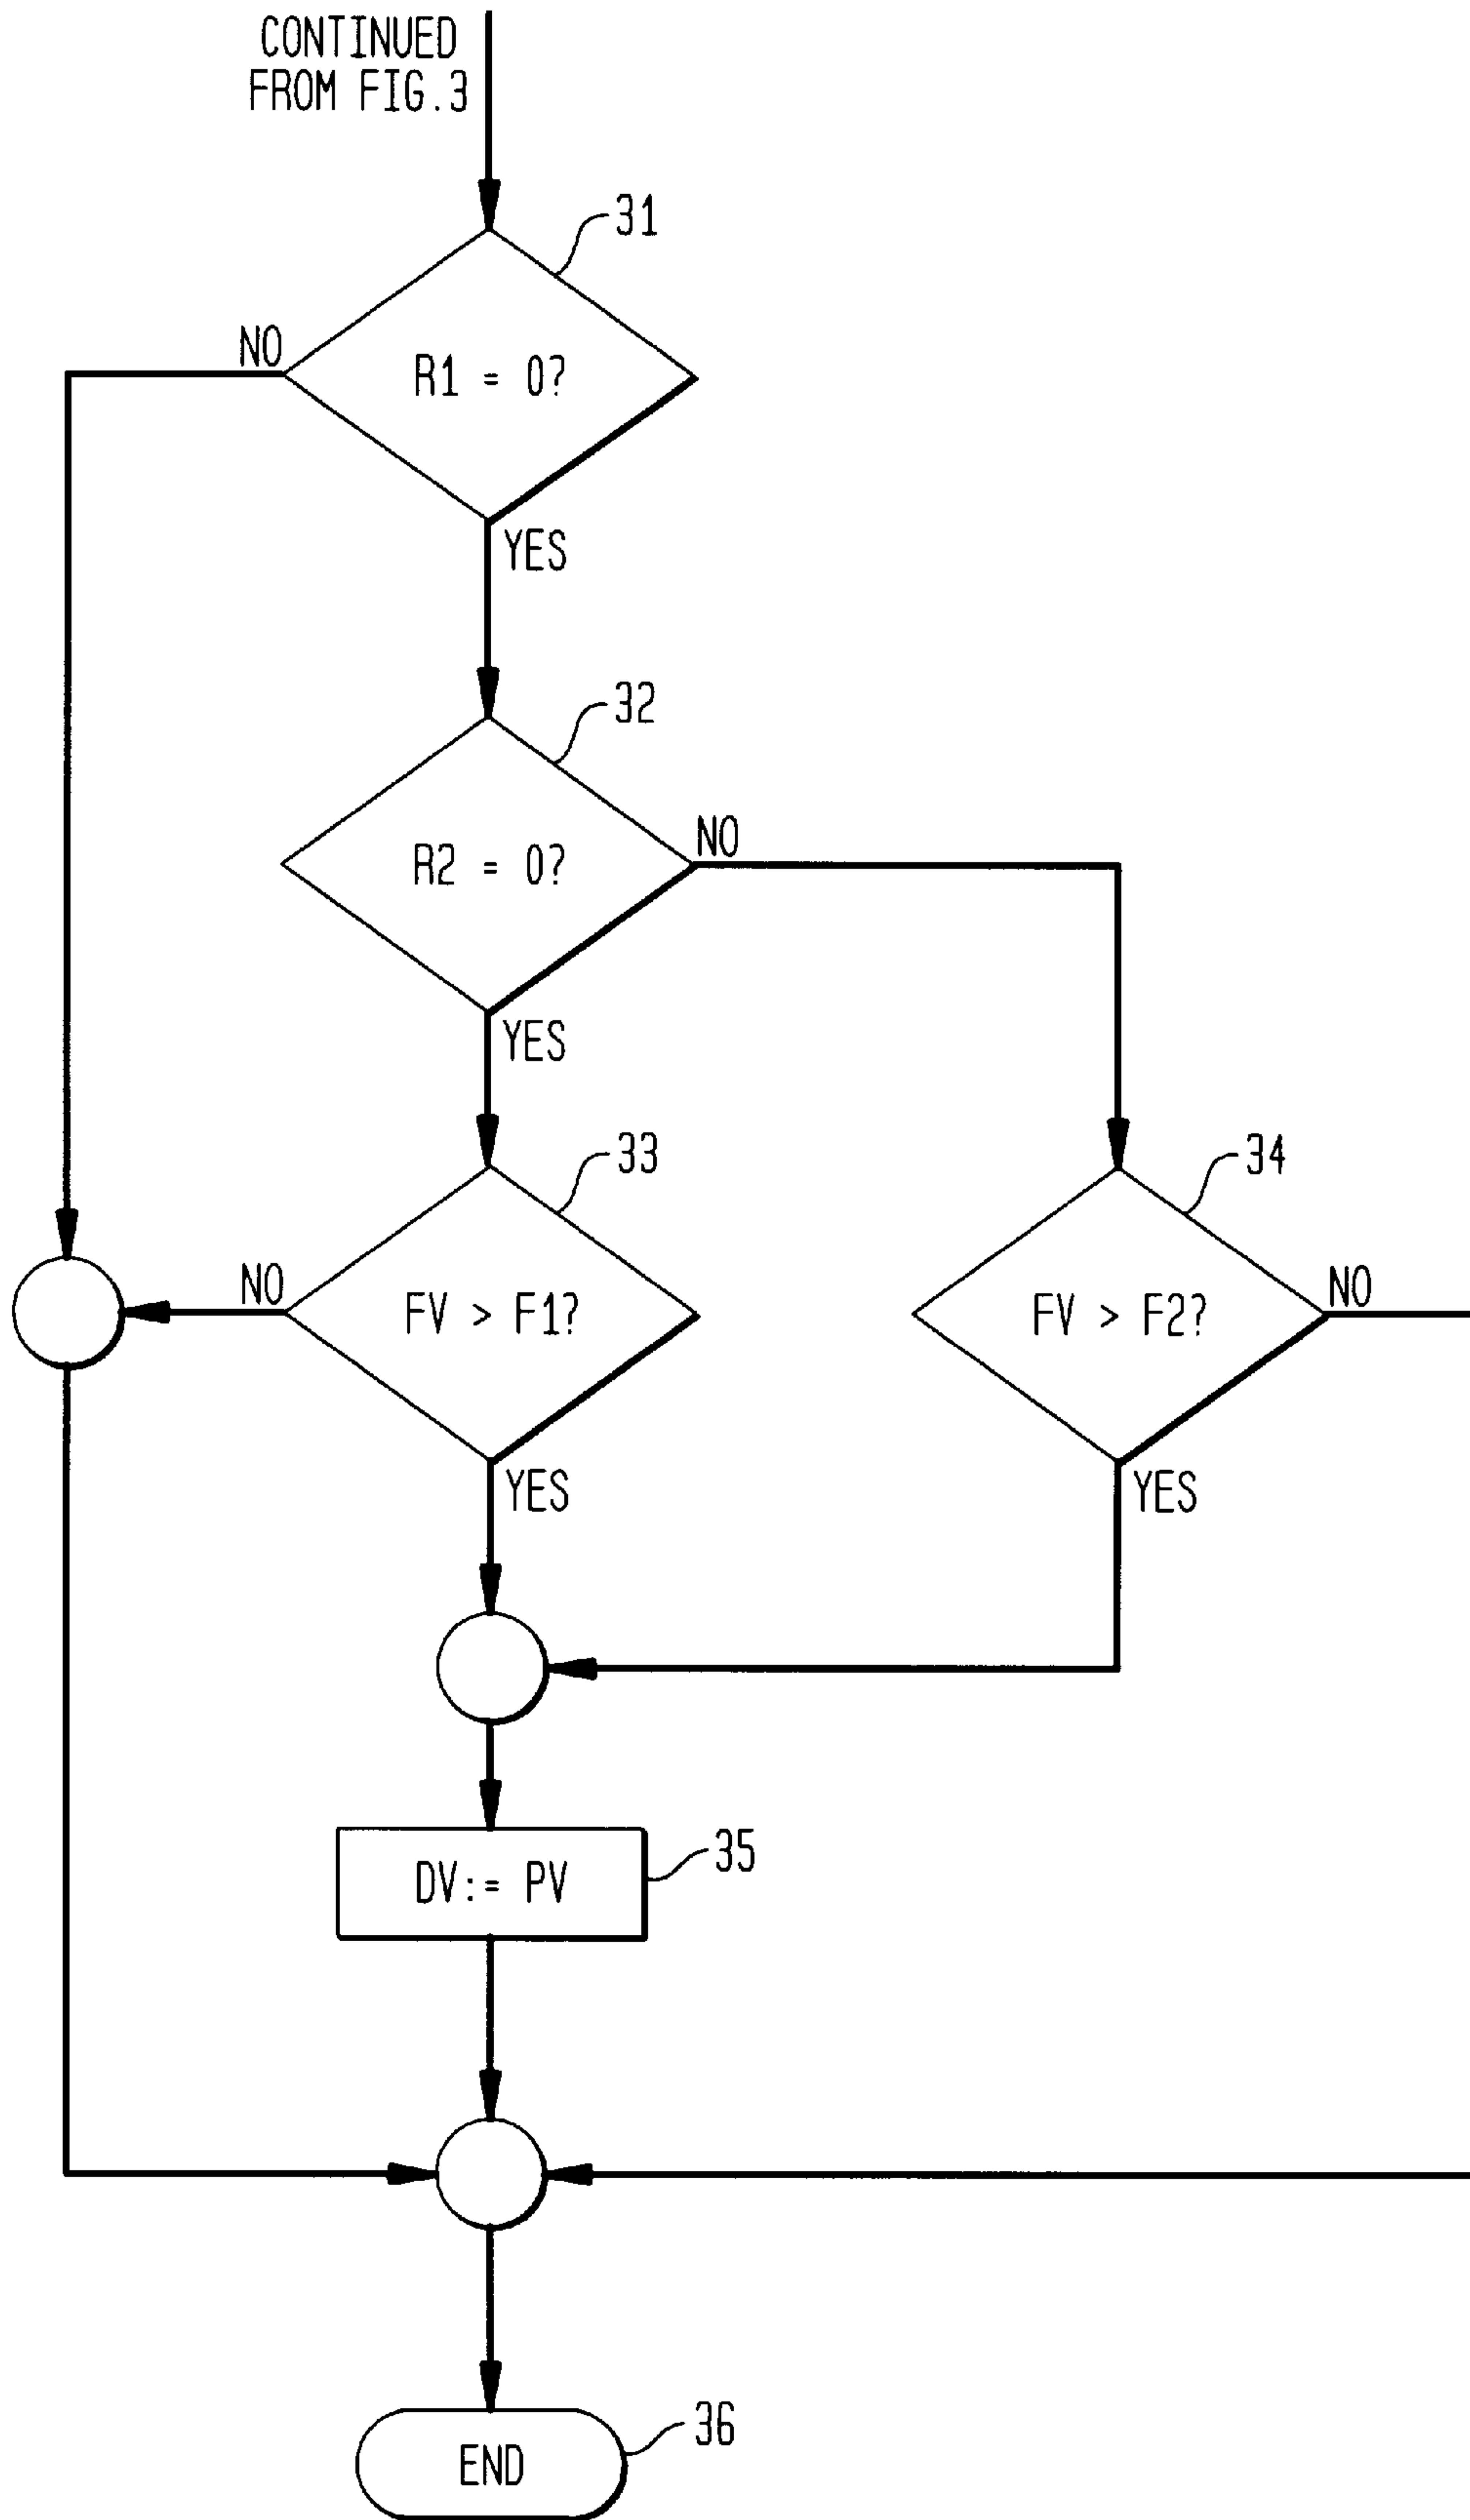 CONTINUED
FROM FIG.3
31
NO
R1 = 0?
YES
32
NO
R2 = 0?
YES
33
34
NO
FV > F1?
NO
FV > F2?
YES
YES
35
DV:= PV
36
END